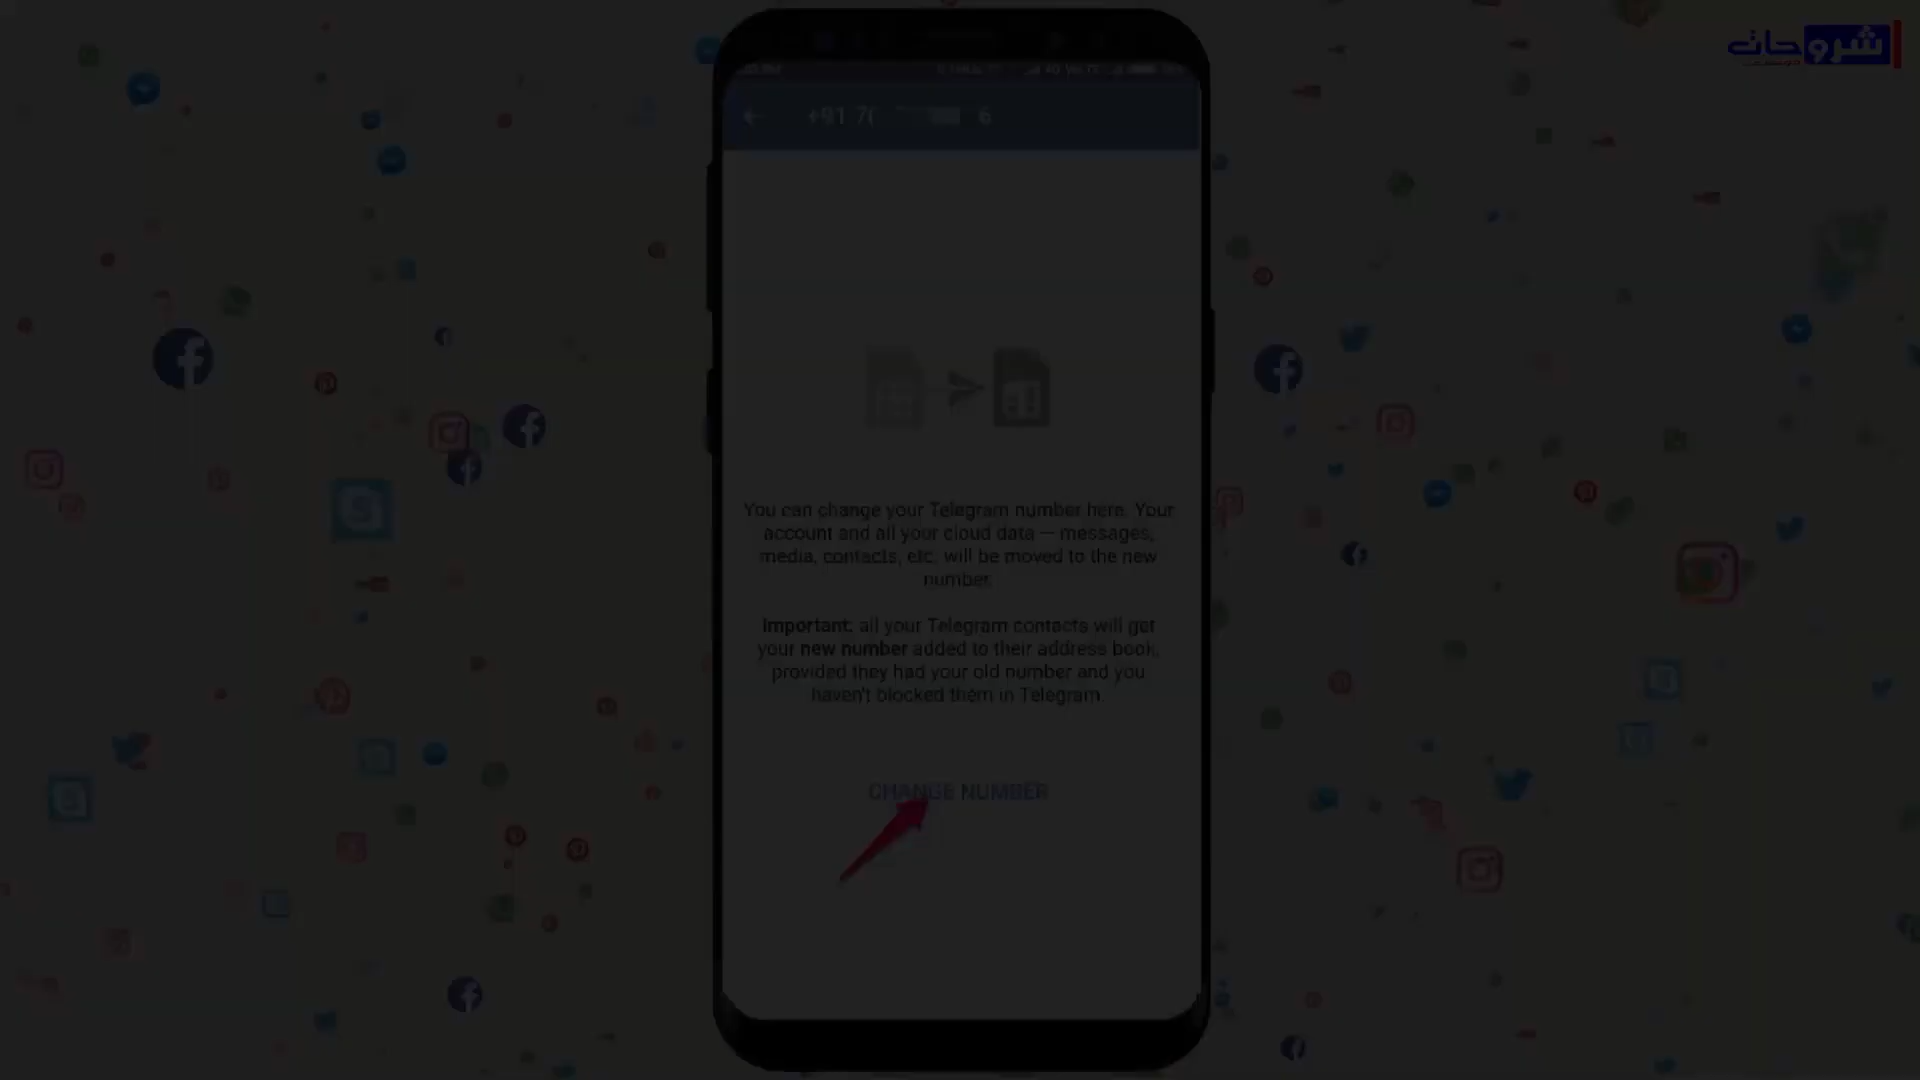 شروحات
+91 7( 6
You can change your Telegram number here. Your
account and all your cloud data — messages,
media, contacts, etc. will be moved to the new
number.
Important: all your Telegram contacts will get
your new number added to their address book,
provided they had your old number and you
haven't blocked them in Telegram.
CHANGE NUMBER